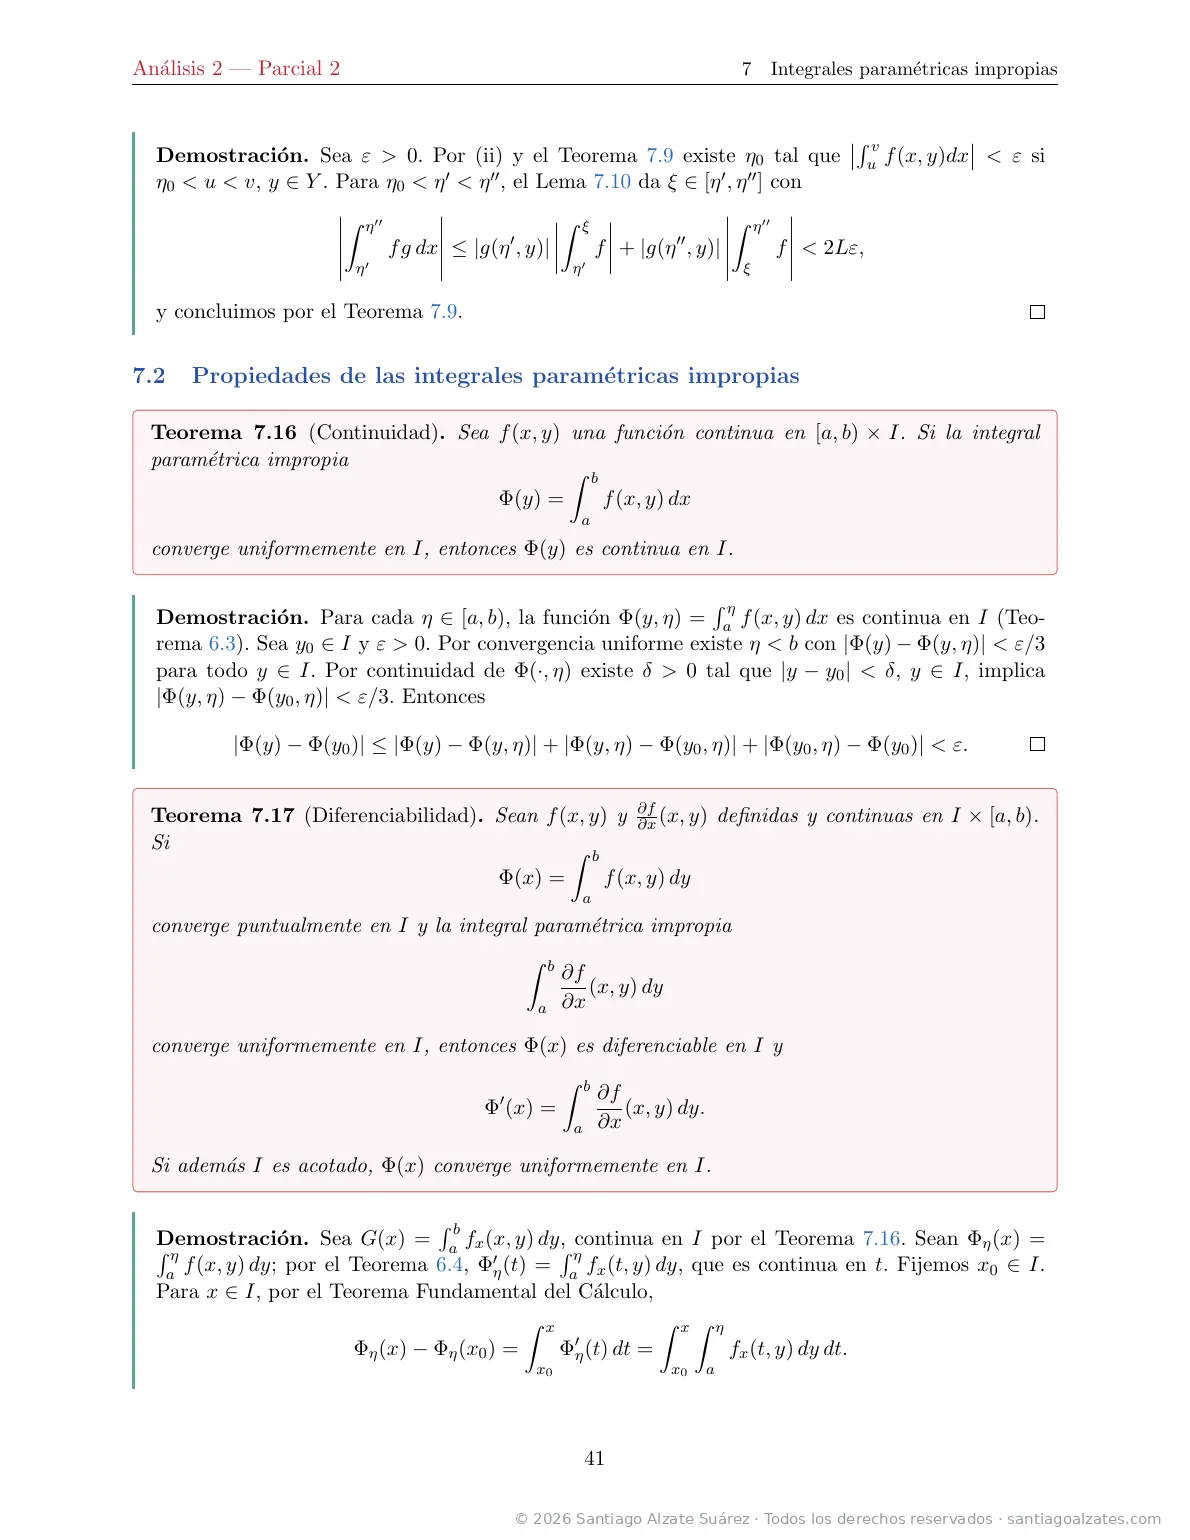 Análisis 2 — Parcial 2 7 Integrales paramétricas impropias
Demostración. Sea ε > 0. Por (ii) y el Teorema 7.9 existe η₀ tal que |∫ᵤᵛ f(x, y)dx| < ε si
η₀ < u < v, y ∈ Y. Para η₀ < η′ < η″, el Lema 7.10 da ξ ∈ [η′, η″] con
|∫_{η′}^{η″} fg dx| ≤ |g(η′, y)| |∫_{η′}^{ξ} f| + |g(η″, y)| |∫_{ξ}^{η″} f| < 2Lε,
y concluimos por el Teorema 7.9. □
7.2 Propiedades de las integrales paramétricas impropias
Teorema 7.16 (Continuidad). Sea f(x, y) una función continua en [a, b) × I. Si la integral
paramétrica impropia
Φ(y) = ∫_a^b f(x, y) dx
converge uniformemente en I, entonces Φ(y) es continua en I.
Demostración. Para cada η ∈ [a, b), la función Φ(y, η) = ∫_a^η f(x, y) dx es continua en I (Teo-
rema 6.3). Sea y₀ ∈ I y ε > 0. Por convergencia uniforme existe η < b con |Φ(y) − Φ(y, η)| < ε/3
para todo y ∈ I. Por continuidad de Φ(·, η) existe δ > 0 tal que |y − y₀| < δ, y ∈ I, implica
|Φ(y, η) − Φ(y₀, η)| < ε/3. Entonces
|Φ(y) − Φ(y₀)| ≤ |Φ(y) − Φ(y, η)| + |Φ(y, η) − Φ(y₀, η)| + |Φ(y₀, η) − Φ(y₀)| < ε. □
Teorema 7.17 (Diferenciabilidad). Sean f(x, y) y ∂f/∂x(x, y) definidas y continuas en I × [a, b).
Si
Φ(x) = ∫_a^b f(x, y) dy
converge puntualmente en I y la integral paramétrica impropia
∫_a^b ∂f/∂x(x, y) dy
converge uniformemente en I, entonces Φ(x) es diferenciable en I y
Φ′(x) = ∫_a^b ∂f/∂x(x, y) dy.
Si además I es acotado, Φ(x) converge uniformemente en I.
Demostración. Sea G(x) = ∫_a^b fₓ(x, y) dy, continua en I por el Teorema 7.16. Sean Φ_η(x) =
∫_a^η f(x, y) dy; por el Teorema 6.4, Φ′_η(t) = ∫_a^η fₓ(t, y) dy, que es continua en t. Fijemos x₀ ∈ I.
Para x ∈ I, por el Teorema Fundamental del Cálculo,
Φ_η(x) − Φ_η(x₀) = ∫_{x₀}^x Φ′_η(t) dt = ∫_{x₀}^x ∫_a^η fₓ(t, y) dy dt.
41
© 2026 Santiago Alzate Suárez · Todos los derechos reservados · santiagoalzates.com